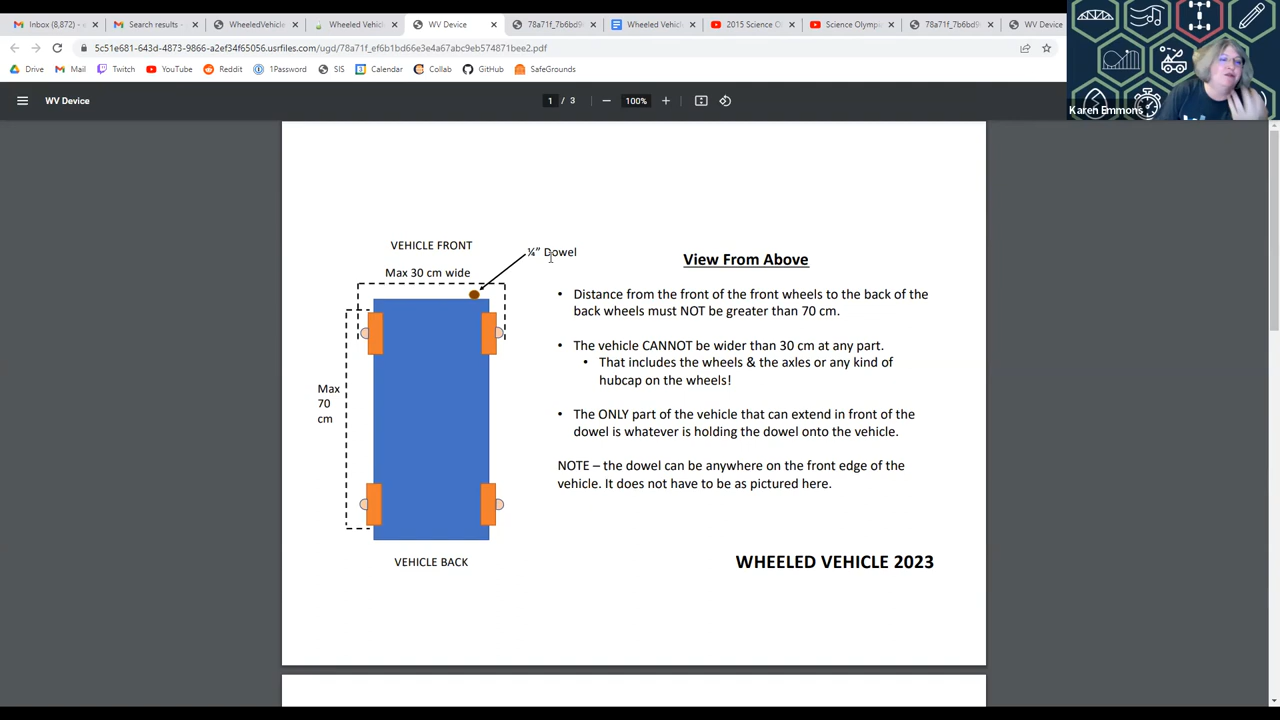 Inbox (8,872) -
Search results
WheeledVehicle
Wheeled Vehicl
WV Device
78a71f_7b6bd9
Wheeled Vehicl
2015 Science O
Science Olymp
78a71f_7b6bd9
WV Device
5c51e681-643d-4873-9866-a2ef34f65056.usrfiles.com/ugd/78a71f_ef6b1bd66e3e4a67abc9eb574871bee2.pdf
Drive
Mail
Twitch
YouTube
Reddit
1Password
SIS
Calendar
Collab
GitHub
SafeGrounds
WV Device
1 / 3
100%
Karen Emmons
VEHICLE FRONT
Max 30 cm wide
¼” Dowel
Max
70
cm
VEHICLE BACK
View From Above
• Distance from the front of the front wheels to the back of the
back wheels must NOT be greater than 70 cm.
• The vehicle CANNOT be wider than 30 cm at any part.
• That includes the wheels & the axles or any kind of
hubcap on the wheels!
• The ONLY part of the vehicle that can extend in front of the
dowel is whatever is holding the dowel onto the vehicle.
NOTE – the dowel can be anywhere on the front edge of the
vehicle. It does not have to be as pictured here.
WHEELED VEHICLE 2023